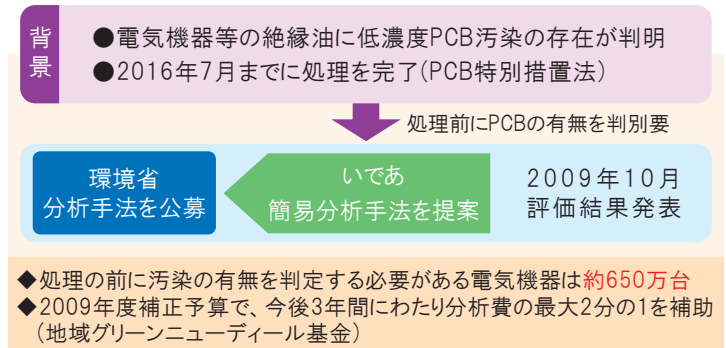 背景
●電気機器等の絶縁油に低濃度PCB汚染の存在が判明
●2016年7月までに処理を完了(PCB特別措置法)
処理前にPCBの有無を判別要
環境省
分析手法を公募
いであ
簡易分析手法を提案
2009年10月
評価結果発表
◆処理の前に汚染の有無を判定する必要がある電気機器は約650万台
◆2009年度補正予算で、今後3年間にわたり分析費の最大2分の1を補助
(地域グリーンニューディール基金)